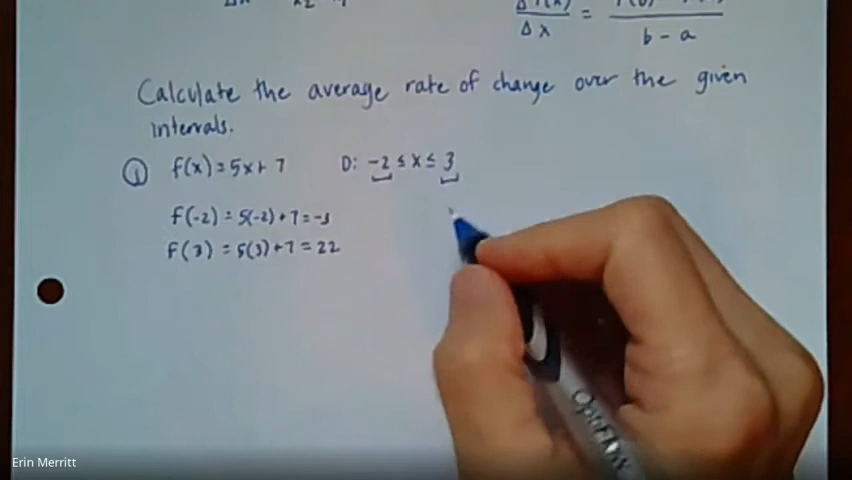 Δx
b - a
Calculate the average rate of change over the given
intervals.
① f(x) = 5x + 7 D: -2 ≤ x ≤ 3
f(-2) = 5(-2) + 7 = -3
f(3) = 5(3) + 7 = 22
Erin Merritt